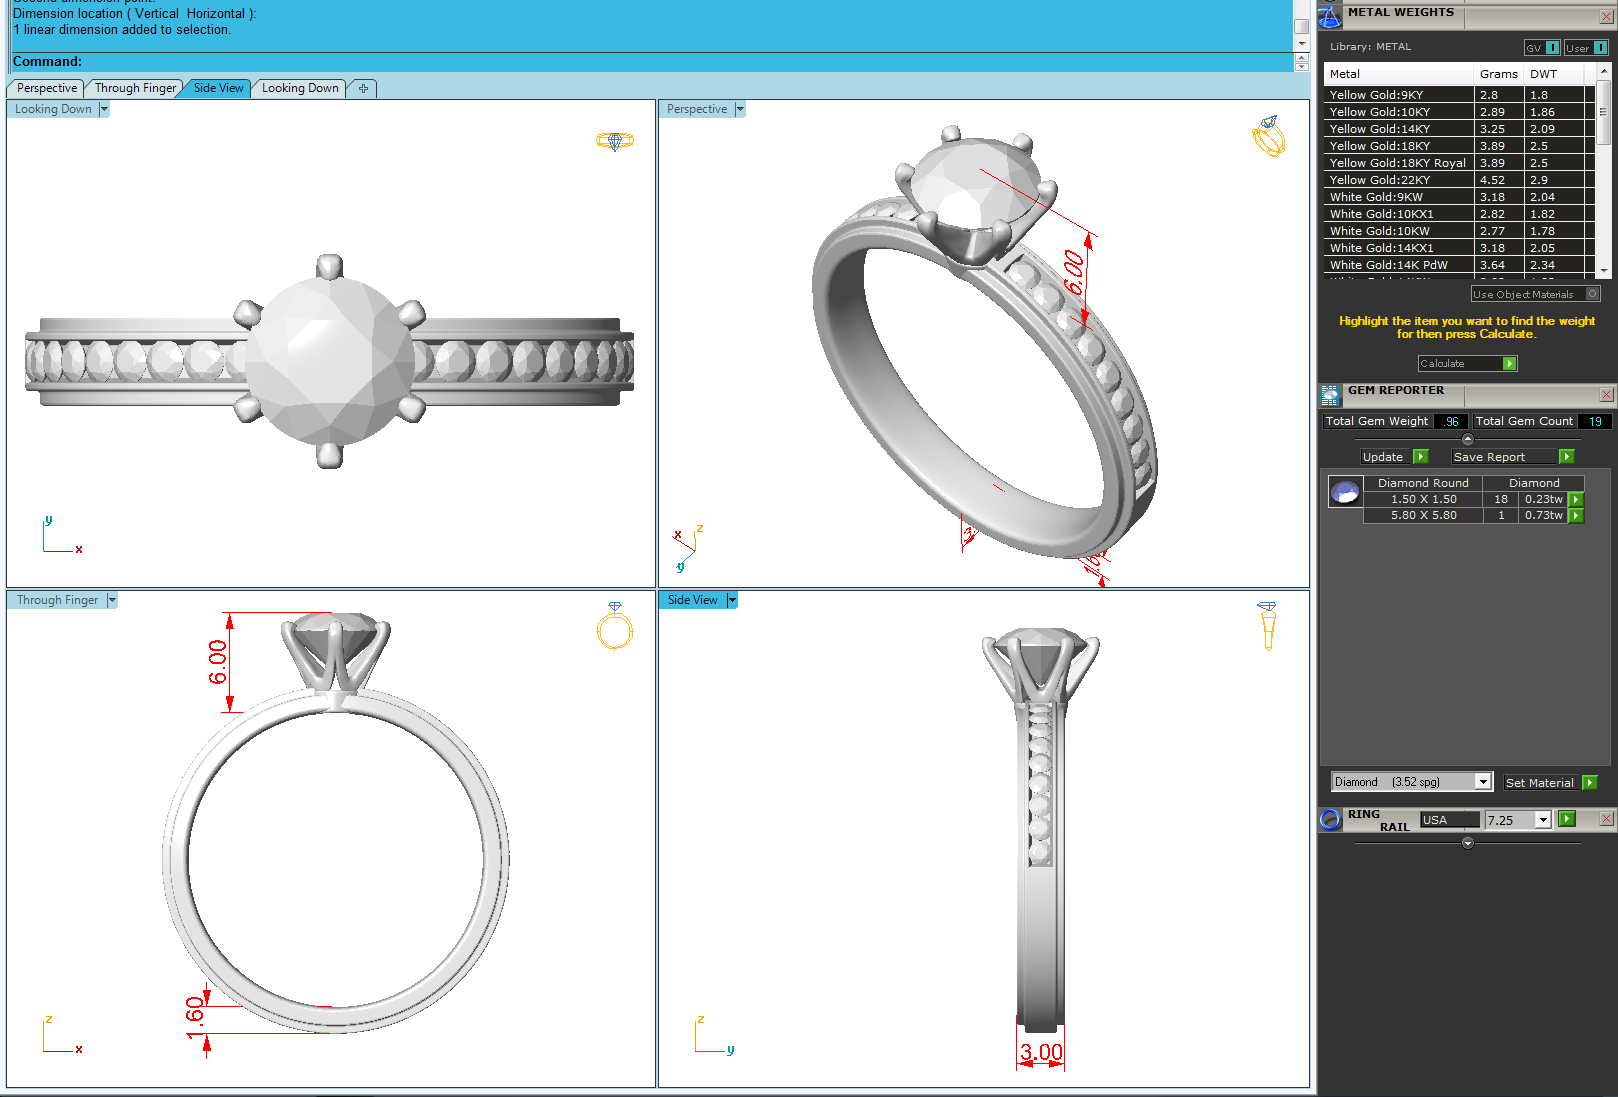 Dimension location ( Vertical  Horizontal ):
1 linear dimension added to selection.
Command:
Perspective Through Finger Side View Looking Down
Looking Down
y
x
Perspective
6.00
x
z
y
Through Finger
6.00
1.60
z
x
Side View
3.00
z
y
METAL WEIGHTS
Library: METAL GV User
Metal Grams DWT
Yellow Gold:9KY 2.8 1.8
Yellow Gold:10KY 2.89 1.86
Yellow Gold:14KY 3.25 2.09
Yellow Gold:18KY 3.89 2.5
Yellow Gold:18KY Royal 3.89 2.5
Yellow Gold:22KY 4.52 2.9
White Gold:9KW 3.18 2.04
White Gold:10KX1 2.82 1.82
White Gold:10KW 2.77 1.78
White Gold:14KX1 3.18 2.05
White Gold:14K PdW 3.64 2.34
Use Object Materials
Highlight the item you want to find the weight
for then press Calculate.
Calculate
GEM REPORTER
Total Gem Weight .96 Total Gem Count 19
Update Save Report
Diamond Round Diamond
1.50 X 1.50 18 0.23tw
5.80 X 5.80 1 0.73tw
Diamond (3.52 spg) Set Material
RING
RAIL USA 7.25